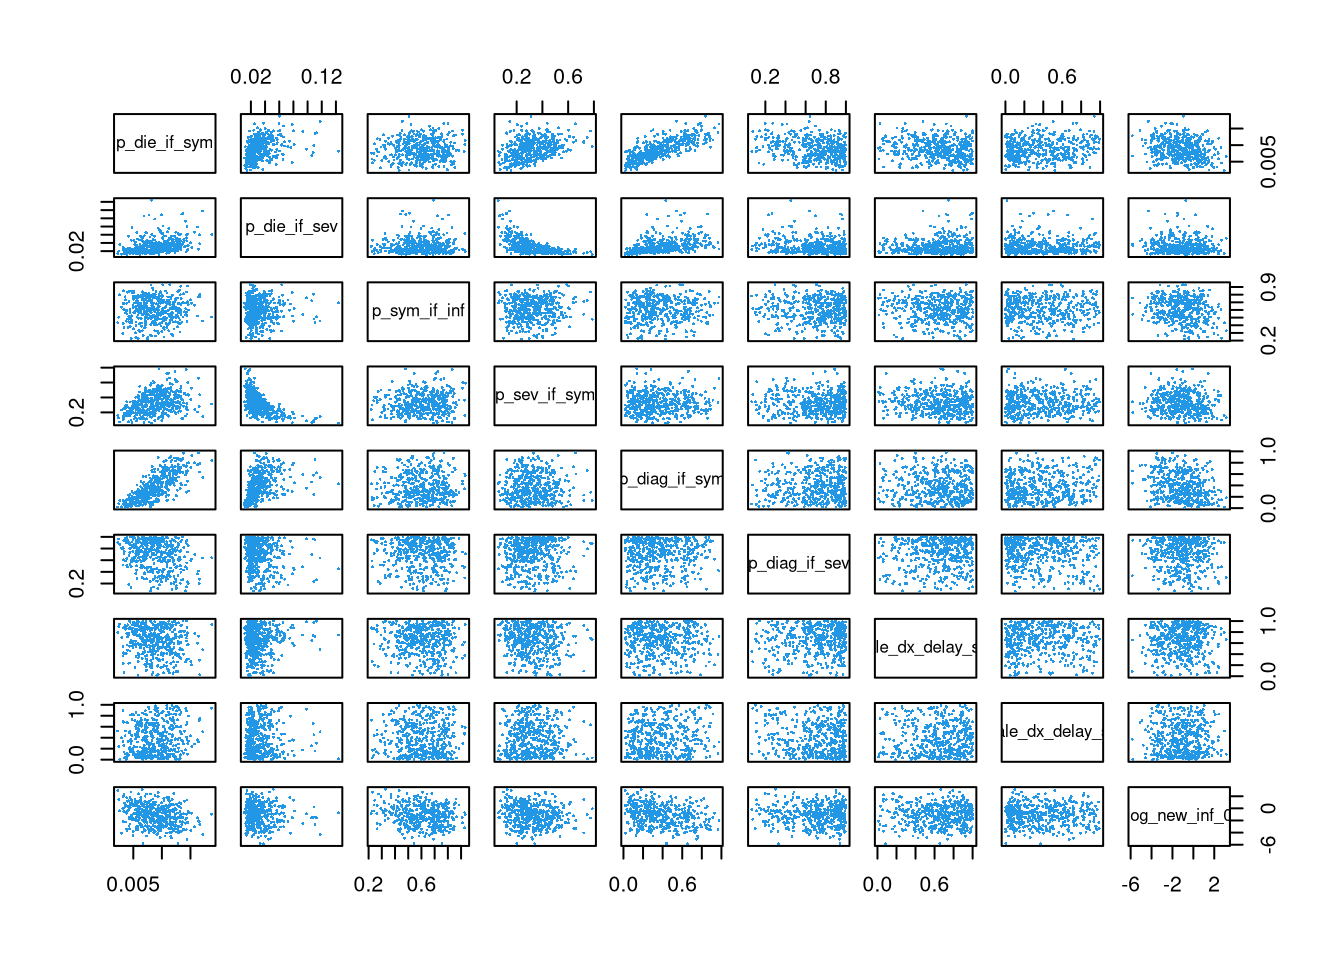 0.02 0.12 0.2 0.6 0.2 0.8 0.0 0.6
p_die_if_sym 0.005
0.02 p_die_if_sev
p_sym_if_inf 0.2 0.9
0.2 p_sev_if_sym
p_diag_if_sym 0.0 1.0
0.2 p_diag_if_sev
le_dx_delay_s 0.0 1.0
0.0 1.0 ale_dx_delay_
og_new_inf_0 -6 0
0.005 0.2 0.6 0.0 0.6 0.0 0.6 -6 -2 2